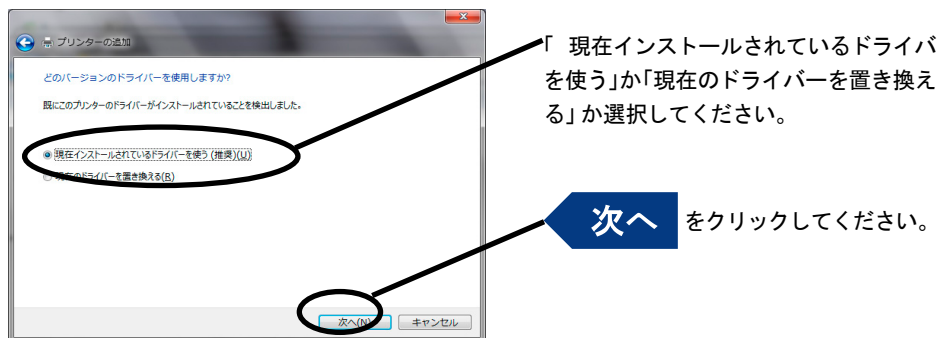 プリンターの追加
どのバージョンのドライバーを使用しますか?
既にこのプリンターのドライバーがインストールされていることを検出しました。
現在インストールされているドライバーを使う (推奨)(U)
現在のドライバーを置き換える(R)
次へ(N)
キャンセル
「 現在インストールされているドライバ
を使う」か「現在のドライバーを置き換え
る」 か選択してください。
次へ をクリックしてください。